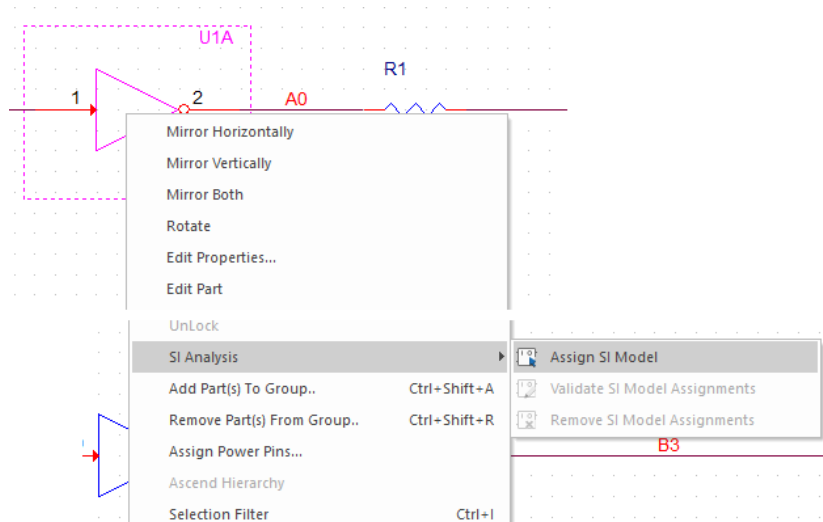 U1A
R1
1
2
A0
Mirror Horizontally
Mirror Vertically
Mirror Both
Rotate
Edit Properties...
Edit Part
UnLock
SI Analysis
Assign SI Model
Add Part(s) To Group.. Ctrl+Shift+A
Validate SI Model Assignments
Remove Part(s) From Group.. Ctrl+Shift+R
Remove SI Model Assignments
Assign Power Pins...
B3
Ascend Hierarchy
Selection Filter Ctrl+I